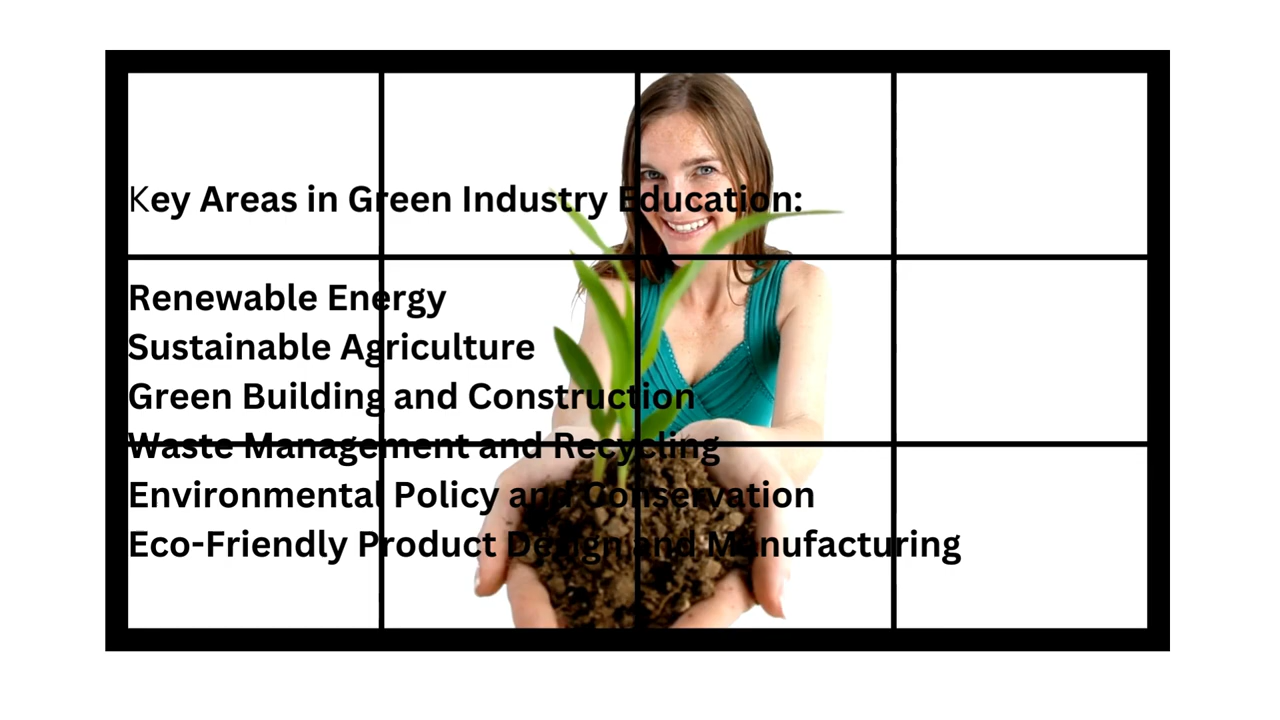 Key Areas in Green Industry Education:
Renewable Energy
Sustainable Agriculture
Green Building and Construction
Waste Management and Recycling
Environmental Policy and Conservation
Eco-Friendly Product Design and Manufacturing